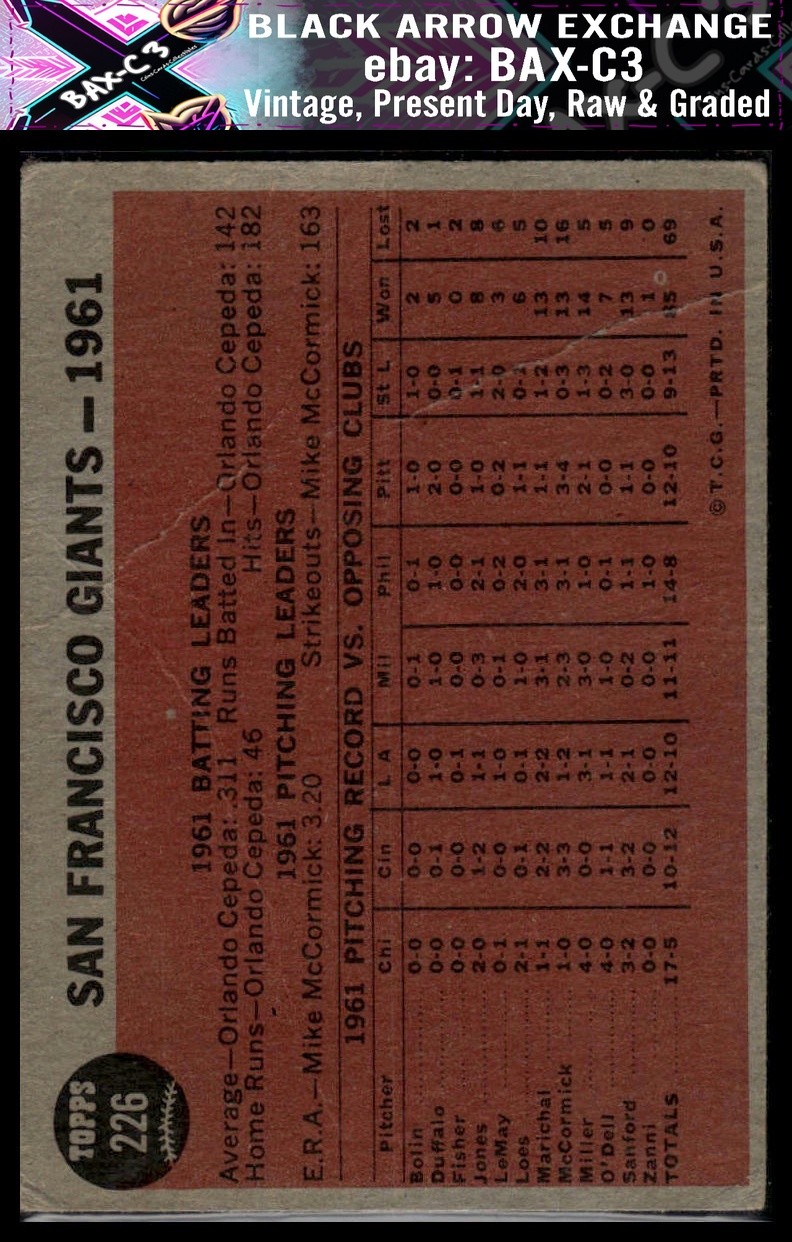 BLACK ARROW EXCHANGE
ebay: BAX-C3
Vintage, Present Day, Raw & Graded
BAX-C3
TOPPS
226
SAN FRANCISCO GIANTS — 1961
1961 BATTING LEADERS
Average—Orlando Cepeda: .311 Runs Batted In—Orlando Cepeda: 142
Home Runs—Orlando Cepeda: 46 Hits—Orlando Cepeda: 182
1961 PITCHING LEADERS
E.R.A.—Mike McCormick: 3.20 Strikeouts—Mike McCormick: 163
1961 PITCHING RECORD VS. OPPOSING CLUBS
Pitcher Chi Cin L A Mil Phil Pitt St L Won Lost
Bolin 0-0 0-0 0-0 0-1 0-1 1-0 1-0 2 2
Duffalo 0-0 0-1 1-0 1-0 1-0 2-0 0-0 5 1
Fisher 0-0 0-0 0-1 0-0 0-0 0-0 0-1 0 2
Jones 2-0 1-2 1-1 0-3 2-1 1-0 1-1 8 8
LeMay 0-1 0-0 1-0 0-1 0-2 0-2 2-0 3 6
Loes 2-1 0-1 0-1 1-0 2-0 1-1 0-1 6 5
Marichal 1-1 2-2 2-2 3-1 3-1 1-1 1-2 13 10
McCormick 1-0 3-3 1-2 2-3 3-1 3-4 0-3 13 16
Miller 4-0 0-0 3-1 3-0 1-0 2-1 1-3 14 5
O'Dell 4-0 1-1 1-1 1-0 0-1 0-0 0-2 7 5
Sanford 3-2 3-2 2-1 0-2 1-1 1-1 3-0 13 9
Zanni 0-0 0-0 0-0 0-0 1-0 0-0 0-0 1 0
TOTALS 17-5 10-12 12-10 11-11 14-8 12-10 9-13 85 69
© T.C.G.—PRTD. IN U.S.A.